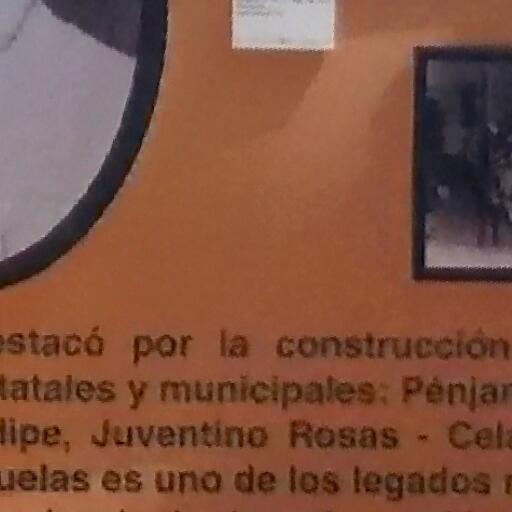 estacó por la construcción
tatales y municipales: Pénjar
lipe, Juventino Rosas - Cela
uelas es uno de los legados